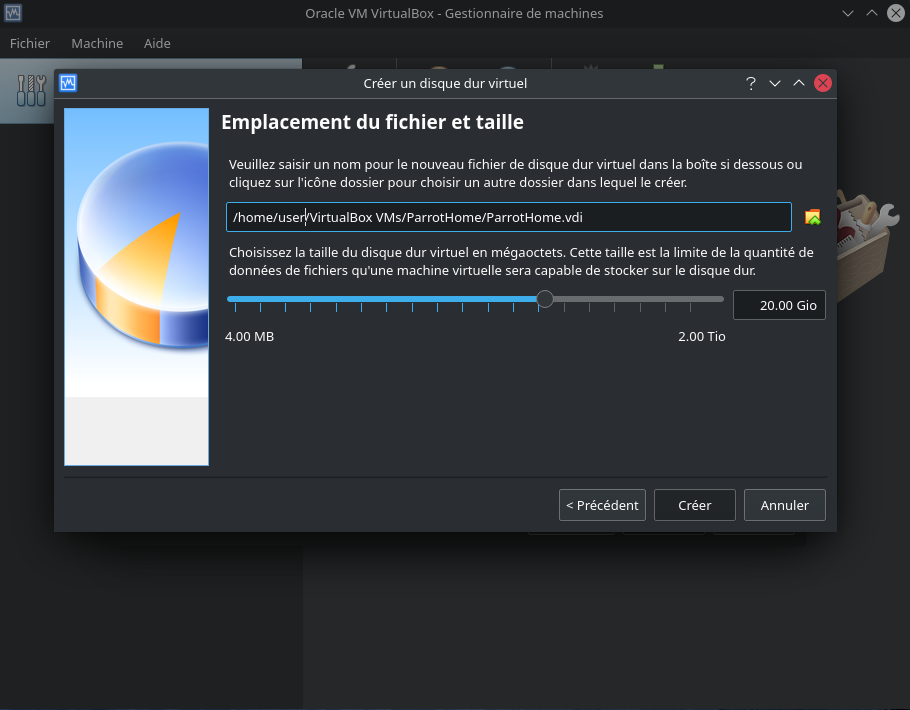 Oracle VM VirtualBox - Gestionnaire de machines
Fichier Machine Aide
Créer un disque dur virtuel
?
Emplacement du fichier et taille
Veuillez saisir un nom pour le nouveau fichier de disque dur virtuel dans la boîte si dessous ou
cliquez sur l'icône dossier pour choisir un autre dossier dans lequel le créer.
/home/user/VirtualBox VMs/ParrotHome/ParrotHome.vdi
Choisissez la taille du disque dur virtuel en mégaoctets. Cette taille est la limite de la quantité de
données de fichiers qu'une machine virtuelle sera capable de stocker sur le disque dur.
20.00 Gio
4.00 MB 2.00 Tio
< Précédent Créer Annuler